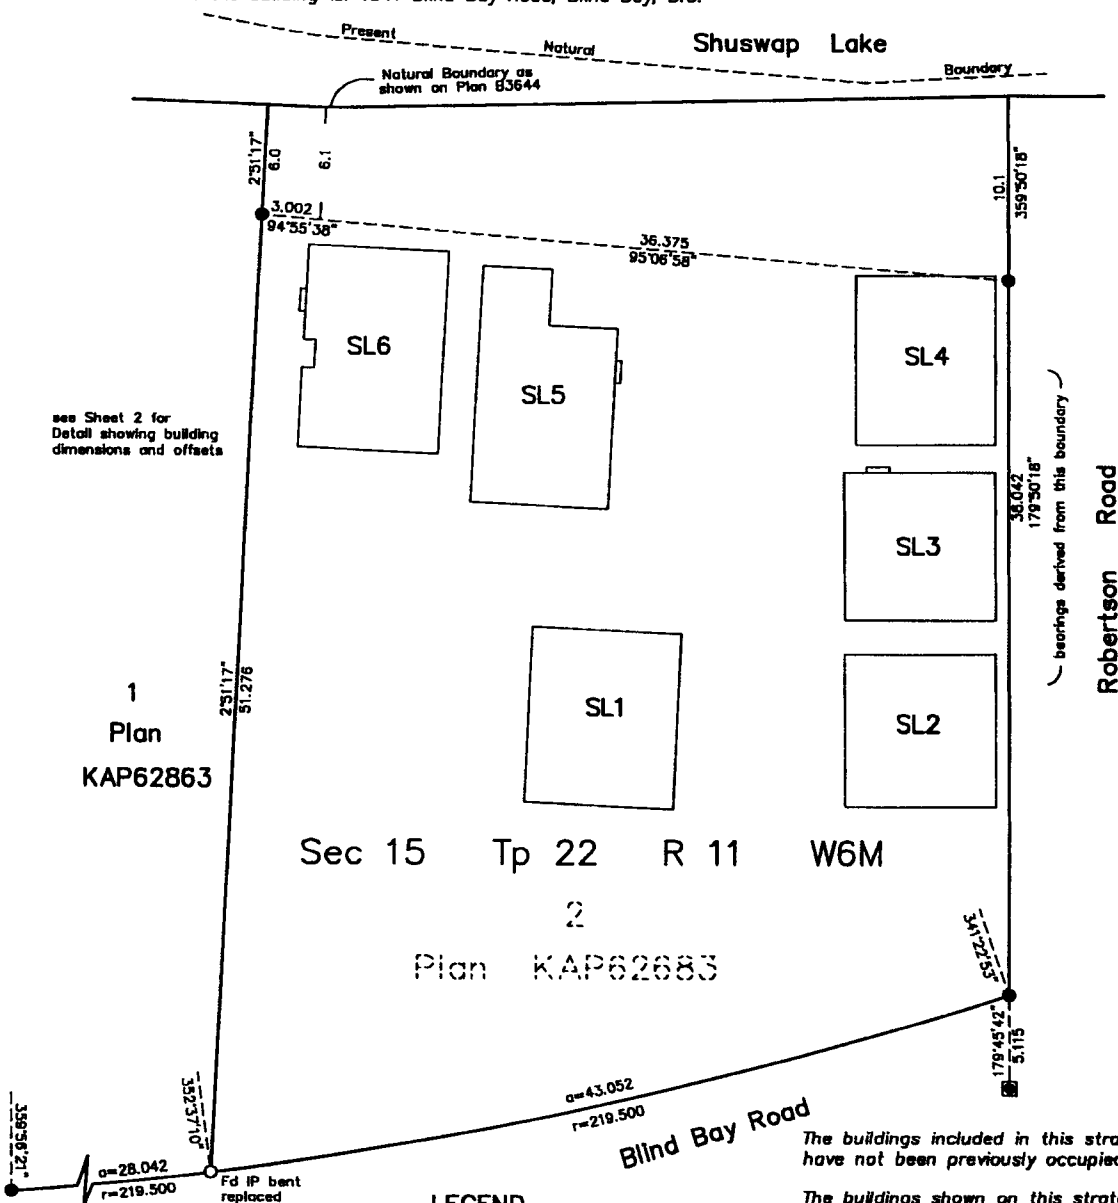 Present Natural Boundary
Shuswap Lake
Natural Boundary as
shown on Plan B3644
2°51'17"
6.0
6.1
10.1
359°50'18"
3.002
94°55'38"
36.375
95°06'58"
SL6
SL5
SL4
see Sheet 2 for
Detail showing building
dimensions and offsets
SL3
38.042
179°50'18"
bearings derived from this boundary
Robertson Road
1
Plan
KAP62863
2°51'17"
51.276
SL1
SL2
Sec 15 Tp 22 R 11 W6M
2
Plan KAP62683
341°22'53"
179°45'42"
5.115
352°37'10"
a=43.052
r=219.500
Blind Bay Road
359°56'21"
a=28.042
r=219.500
Fd IP bent
replaced
The buildings included in this stra
have not been previously occupied
The buildings shown on this strat
LEGEND